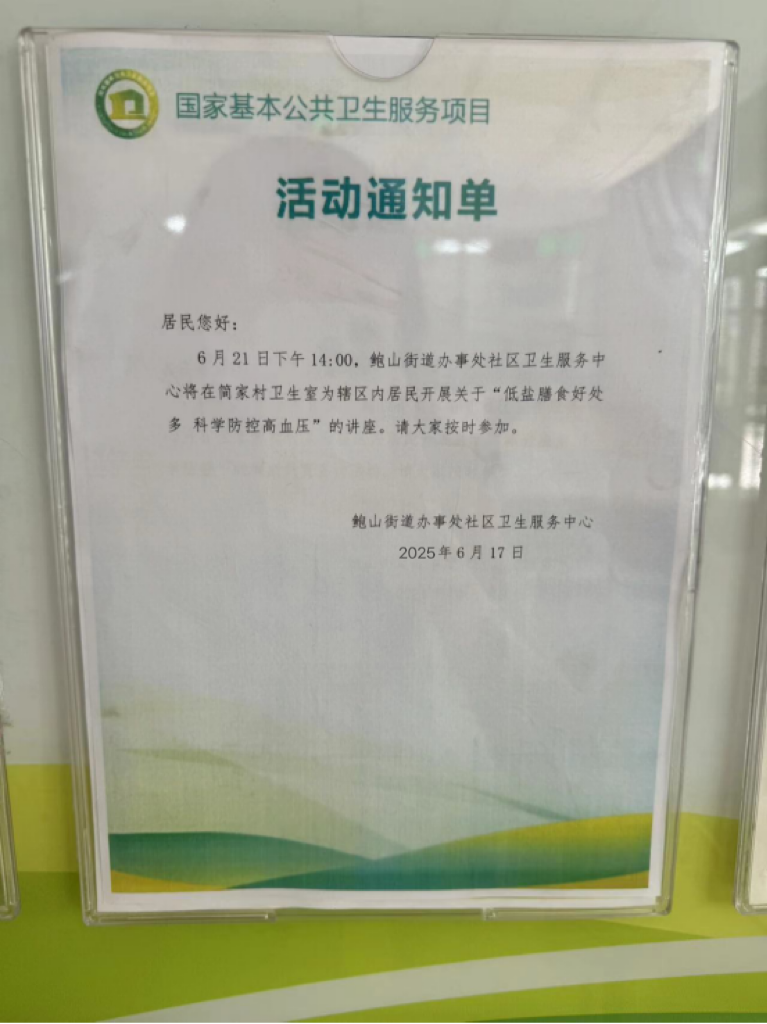 国家基本公共卫生服务项目
活动通知单
居民您好：
6月21日下午14:00，鲍山街道办事处社区卫生服务中
心将在简家村卫生室为辖区内居民开展关于“低盐膳食好处
多 科学防控高血压”的讲座。请大家按时参加。
鲍山街道办事处社区卫生服务中心
2025年6月17日